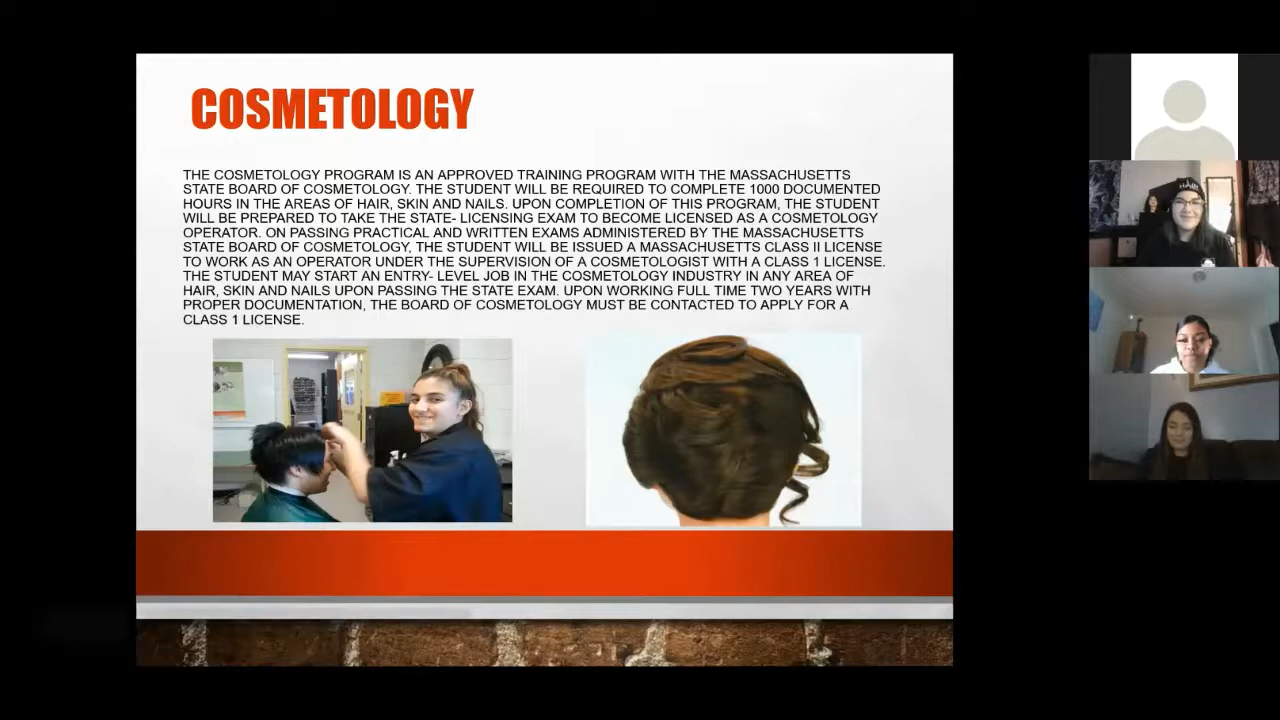 COSMETOLOGY
THE COSMETOLOGY PROGRAM IS AN APPROVED TRAINING PROGRAM WITH THE MASSACHUSETTS
STATE BOARD OF COSMETOLOGY. THE STUDENT WILL BE REQUIRED TO COMPLETE 1000 DOCUMENTED
HOURS IN THE AREAS OF HAIR, SKIN AND NAILS. UPON COMPLETION OF THIS PROGRAM, THE STUDENT
WILL BE PREPARED TO TAKE THE STATE- LICENSING EXAM TO BECOME LICENSED AS A COSMETOLOGY
OPERATOR. ON PASSING PRACTICAL AND WRITTEN EXAMS ADMINISTERED BY THE MASSACHUSETTS
STATE BOARD OF COSMETOLOGY, THE STUDENT WILL BE ISSUED A MASSACHUSETTS CLASS II LICENSE
TO WORK AS AN OPERATOR UNDER THE SUPERVISION OF A COSMETOLOGIST WITH A CLASS 1 LICENSE.
THE STUDENT MAY START AN ENTRY- LEVEL JOB IN THE COSMETOLOGY INDUSTRY IN ANY AREA OF
HAIR, SKIN AND NAILS UPON PASSING THE STATE EXAM. UPON WORKING FULL TIME TWO YEARS WITH
PROPER DOCUMENTATION, THE BOARD OF COSMETOLOGY MUST BE CONTACTED TO APPLY FOR A
CLASS 1 LICENSE.
HAIR